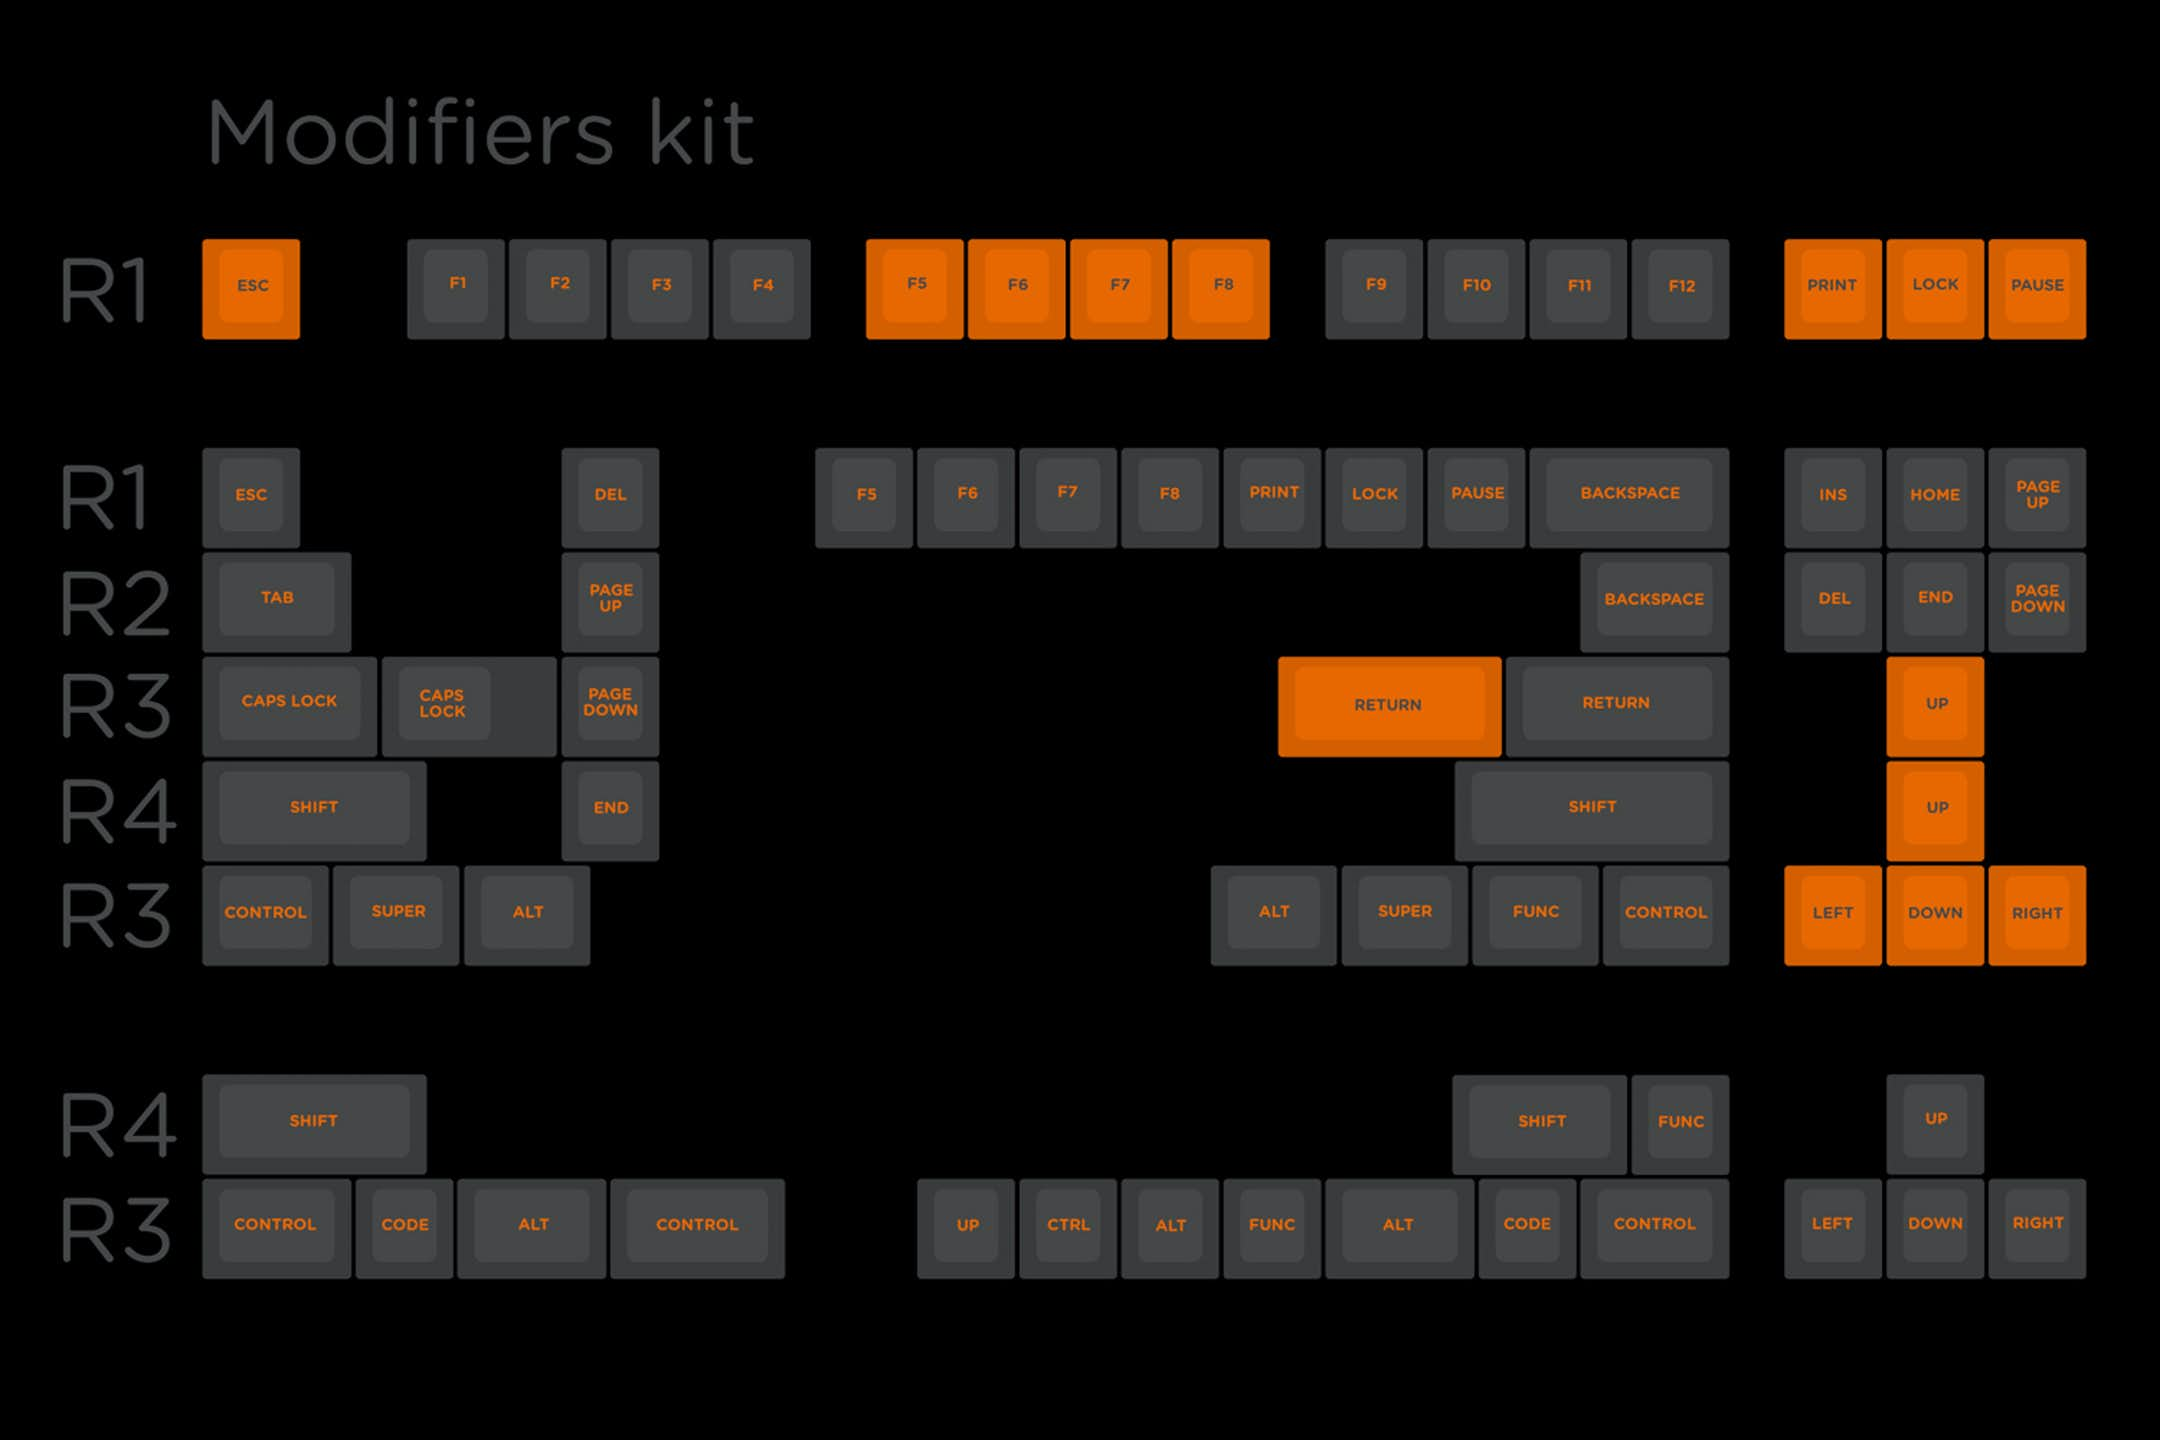 Modifiers kit
R1 ESC F1 F2 F3 F4 F5 F6 F7 F8 F9 F10 F11 F12 PRINT LOCK PAUSE
R1 ESC DEL F5 F6 F7 F8 PRINT LOCK PAUSE BACKSPACE INS HOME PAGE UP
R2 TAB PAGE UP BACKSPACE DEL END PAGE DOWN
R3 CAPS LOCK CAPS LOCK PAGE DOWN RETURN RETURN UP
R4 SHIFT END SHIFT UP
R3 CONTROL SUPER ALT ALT SUPER FUNC CONTROL LEFT DOWN RIGHT
R4 SHIFT SHIFT FUNC UP
R3 CONTROL CODE ALT CONTROL UP CTRL ALT FUNC ALT CODE CONTROL LEFT DOWN RIGHT